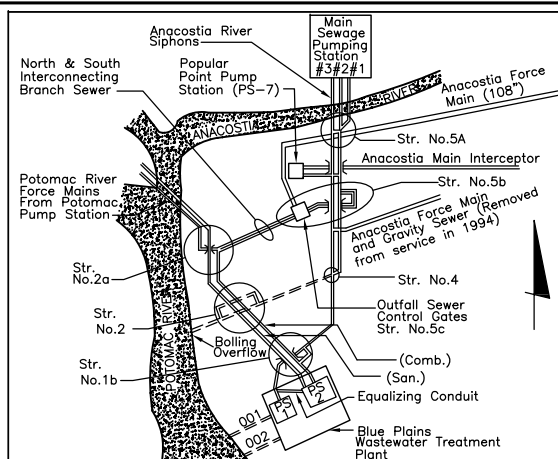 Anacostia River
Siphons
Main
Sewage
Pumping
Station
#3#2#1
North & South
Interconnecting
Branch Sewer
Popular
Point Pump
Station (PS-7)
Anacostia Force
Main (108")
ANACOSTIA
RIVER
Str. No.5A
Potomac River
Force Mains
From Potomac
Pump Station
Anacostia Main Interceptor
Str. No.5b
Anacostia Force Main
and Gravity Sewer (Removed
from service in 1994)
Str.
No.2a
Str. No.4
Str.
No.2
Outfall Sewer
Control Gates
Str. No.5c
POTOMAC RIVER
Bolling
Overflow
Str.
No.1b
(Comb.)
(San.)
PS
1
PS
2
Equalizing Conduit
001
002
Blue Plains
Wastewater Treatment
Plant